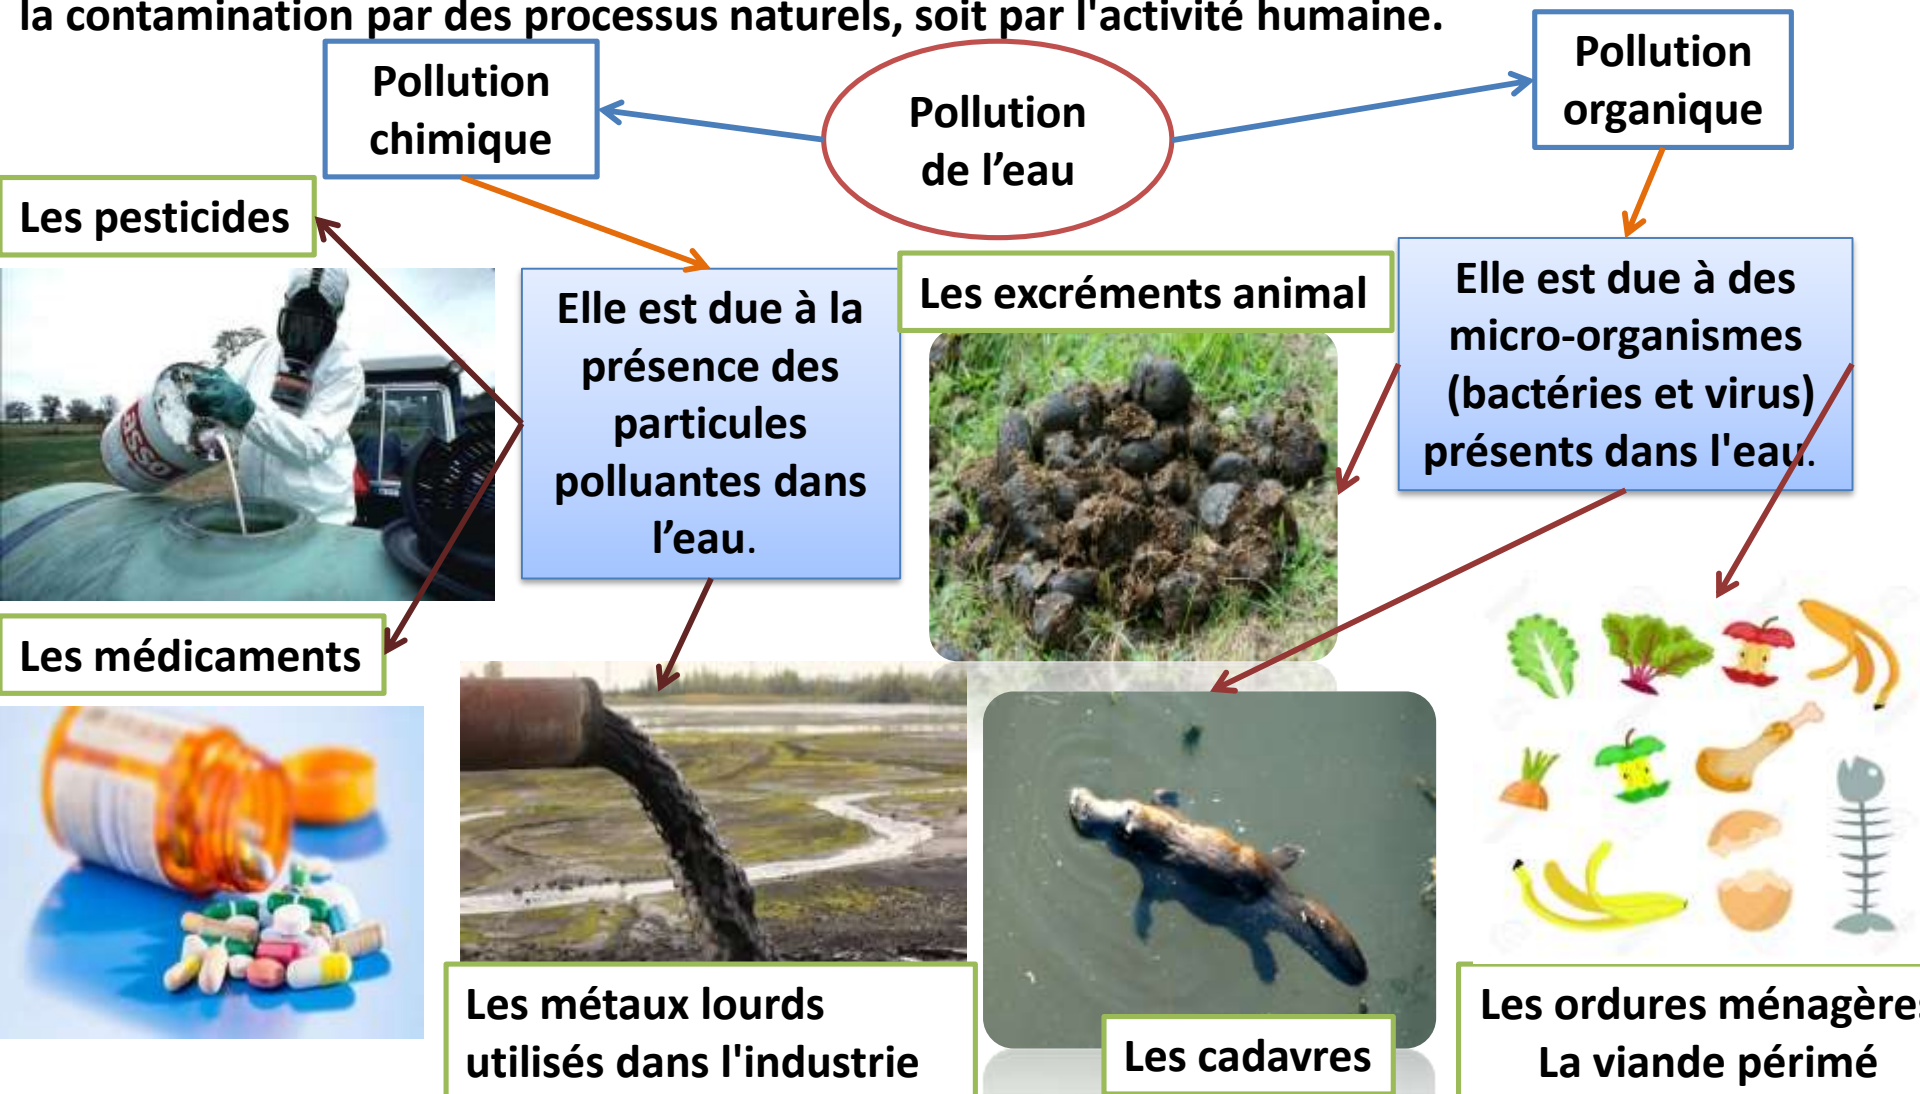 la contamination par des processus naturels, soit par l'activité humaine.
Pollution
chimique
Pollution
de l’eau
Pollution
organique
Les pesticides
Elle est due à la
présence des
particules
polluantes dans
l’eau.
Les excréments animal
Elle est due à des
micro-organismes
(bactéries et virus)
présents dans l'eau.
Les médicaments
Les métaux lourds
utilisés dans l'industrie
Les cadavres
Les ordures ménagères
La viande périmé